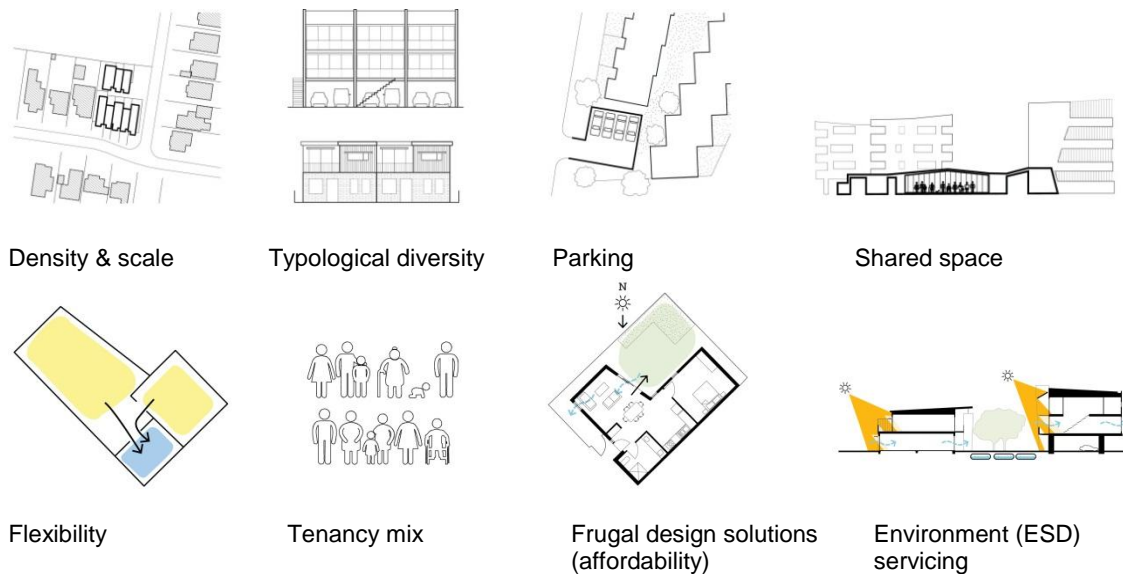 Density & scale
Typological diversity
Parking
Shared space
N
Flexibility
Tenancy mix
Frugal design solutions
(affordability)
Environment (ESD)
servicing